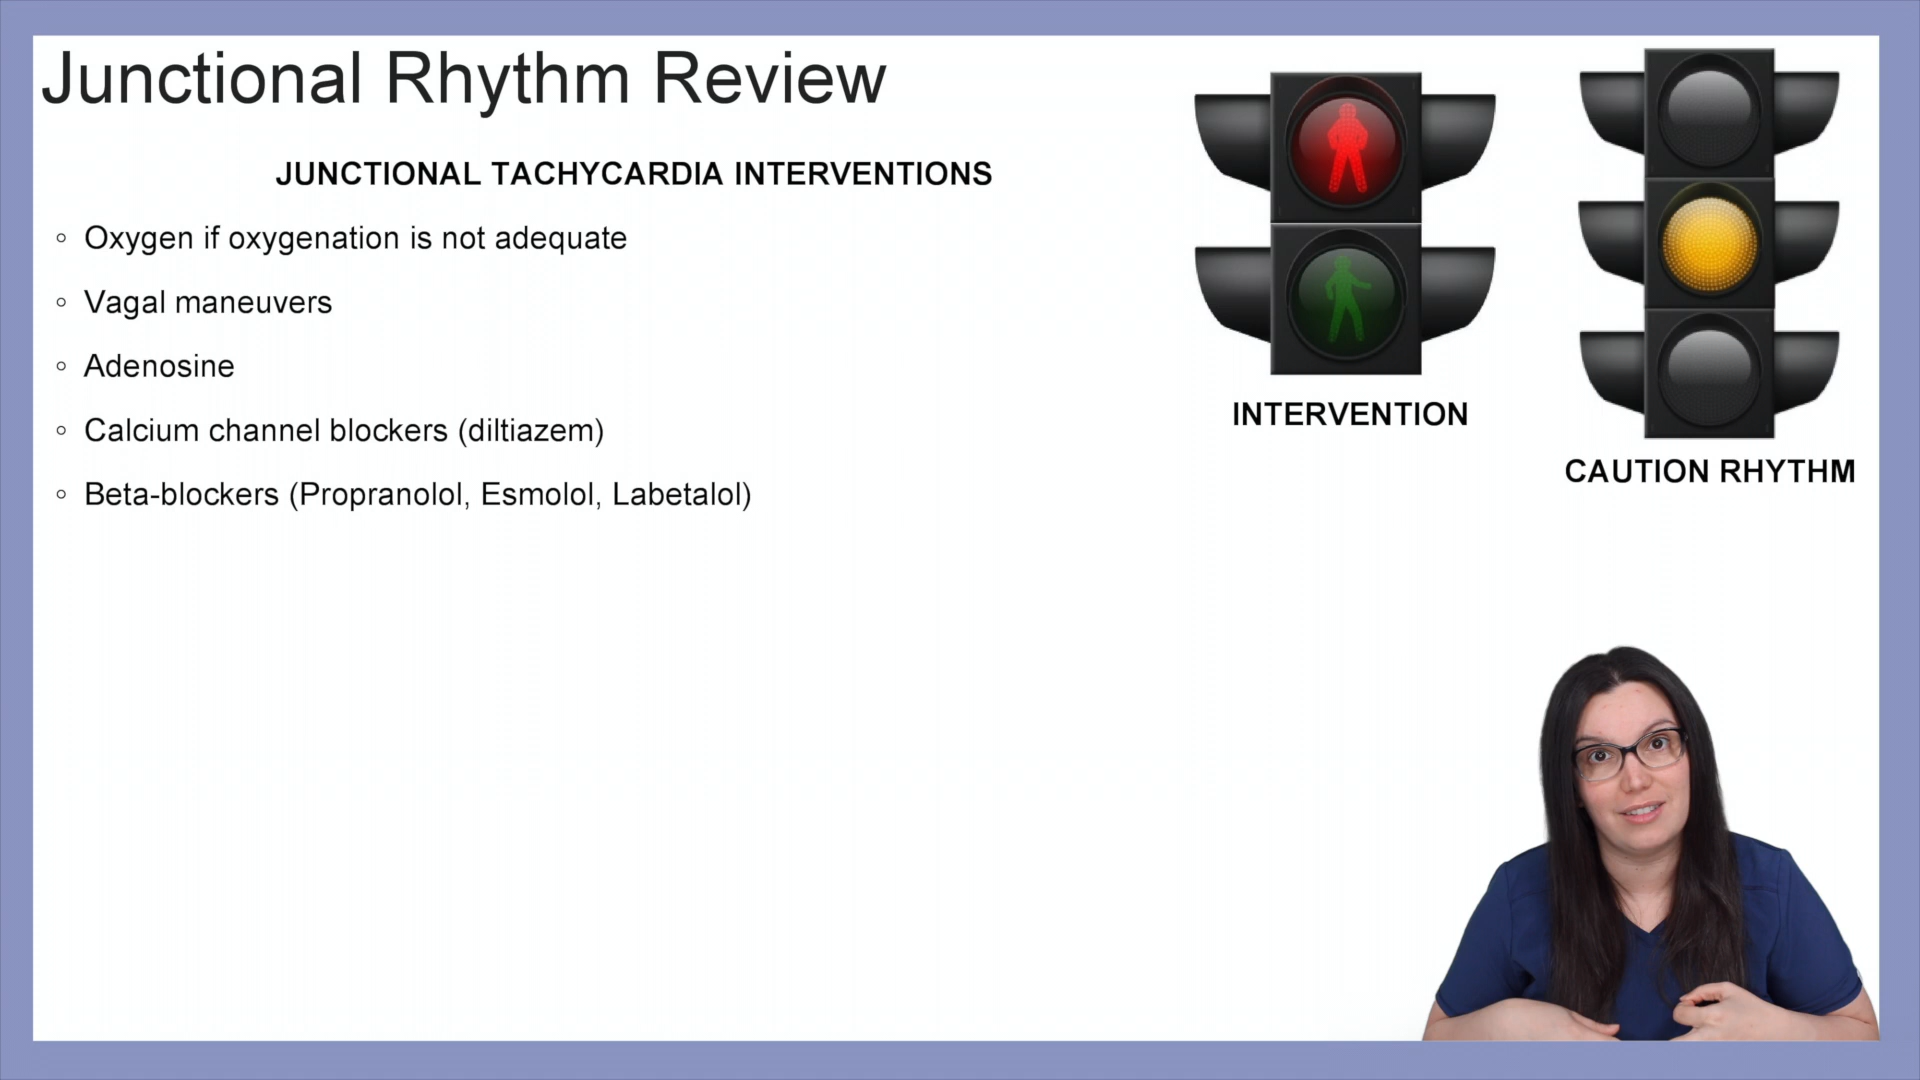 Junctional Rhythm Review
JUNCTIONAL TACHYCARDIA INTERVENTIONS
◦ Oxygen if oxygenation is not adequate
◦ Vagal maneuvers
◦ Adenosine
◦ Calcium channel blockers (diltiazem)
◦ Beta-blockers (Propranolol, Esmolol, Labetalol)
INTERVENTION
CAUTION RHYTHM